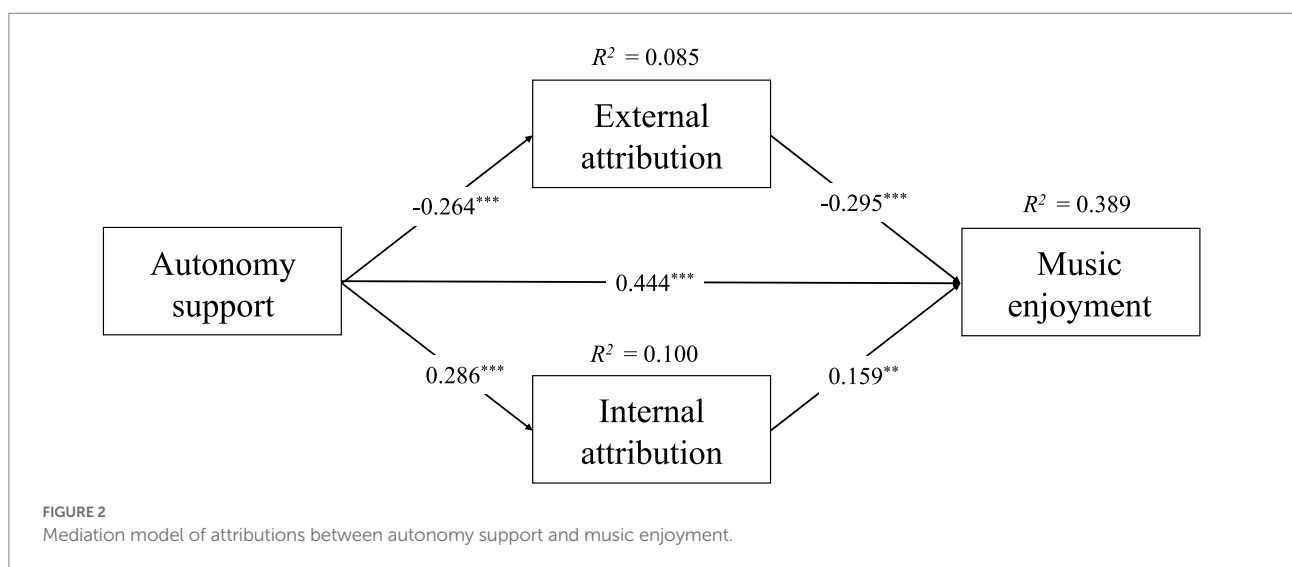 R² = 0.085
External
attribution
-0.264***
-0.295***
R² = 0.389
Autonomy
support
0.444***
Music
enjoyment
R² = 0.100
0.286***
0.159**
Internal
attribution
FIGURE 2
Mediation model of attributions between autonomy support and music enjoyment.